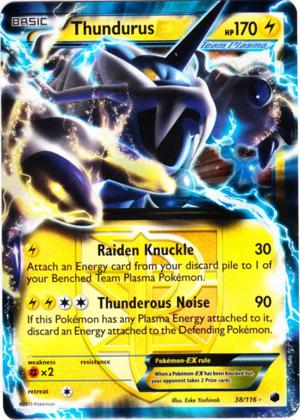 BASIC
Thundurus
HP170
Team Plasma
Raiden Knuckle 30
Attach an Energy card from your discard pile to 1 of
your Benched Team Plasma Pokémon.
Thunderous Noise 90
If this Pokémon has any Plasma Energy attached to it,
discard an Energy attached to the Defending Pokémon.
weakness
resistance
×2
retreat
Pokémon-EX rule
When a Pokémon-EX has been Knocked Out,
your opponent takes 2 Prize cards.
Illus. Eske Yoshinob
38/116
©2013 Pokémon